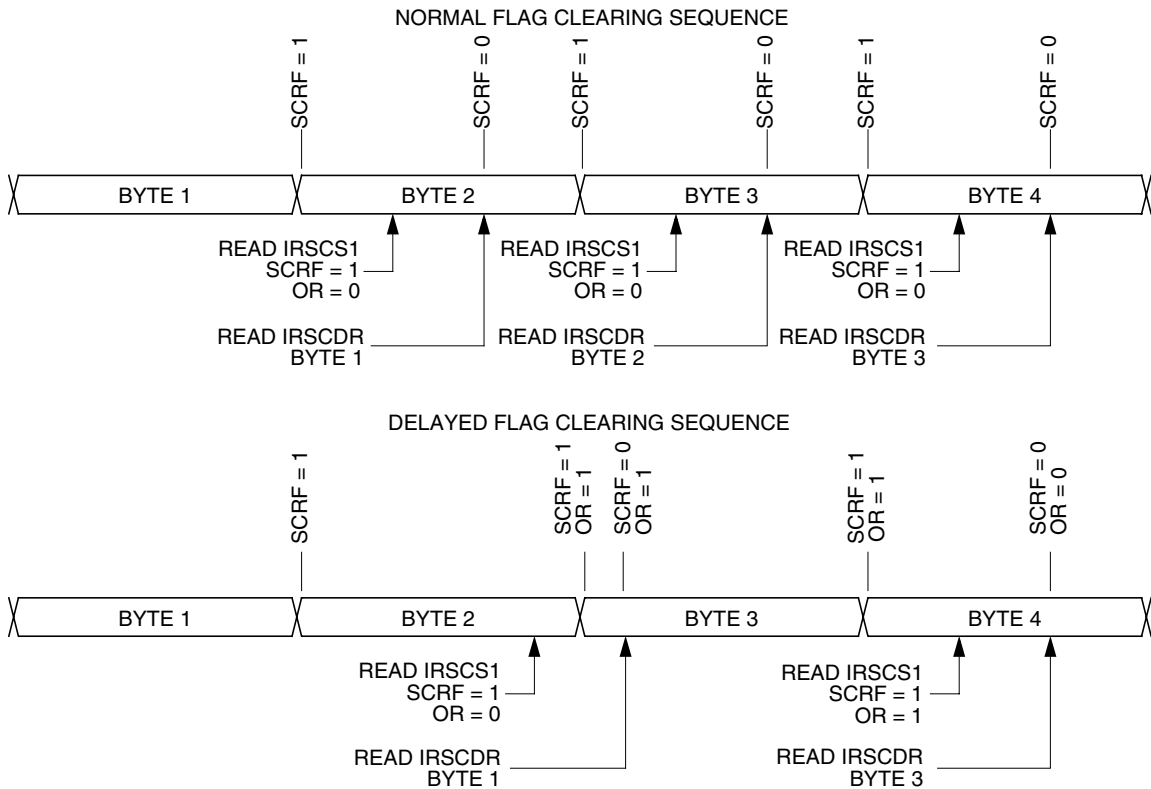 NORMAL FLAG CLEARING SEQUENCE
SCRF = 1
SCRF = 0
SCRF = 1
SCRF = 0
SCRF = 1
SCRF = 0
BYTE 1
BYTE 2
BYTE 3
BYTE 4
READ IRSCS1
SCRF = 1
OR = 0
READ IRSCS1
SCRF = 1
OR = 0
READ IRSCS1
SCRF = 1
OR = 0
READ IRSCDR
BYTE 1
READ IRSCDR
BYTE 2
READ IRSCDR
BYTE 3
DELAYED FLAG CLEARING SEQUENCE
SCRF = 1
SCRF = 1
OR = 1
SCRF = 0
OR = 1
SCRF = 1
OR = 1
SCRF = 0
OR = 0
BYTE 1
BYTE 2
BYTE 3
BYTE 4
READ IRSCS1
SCRF = 1
OR = 0
READ IRSCS1
SCRF = 1
OR = 1
READ IRSCDR
BYTE 1
READ IRSCDR
BYTE 3